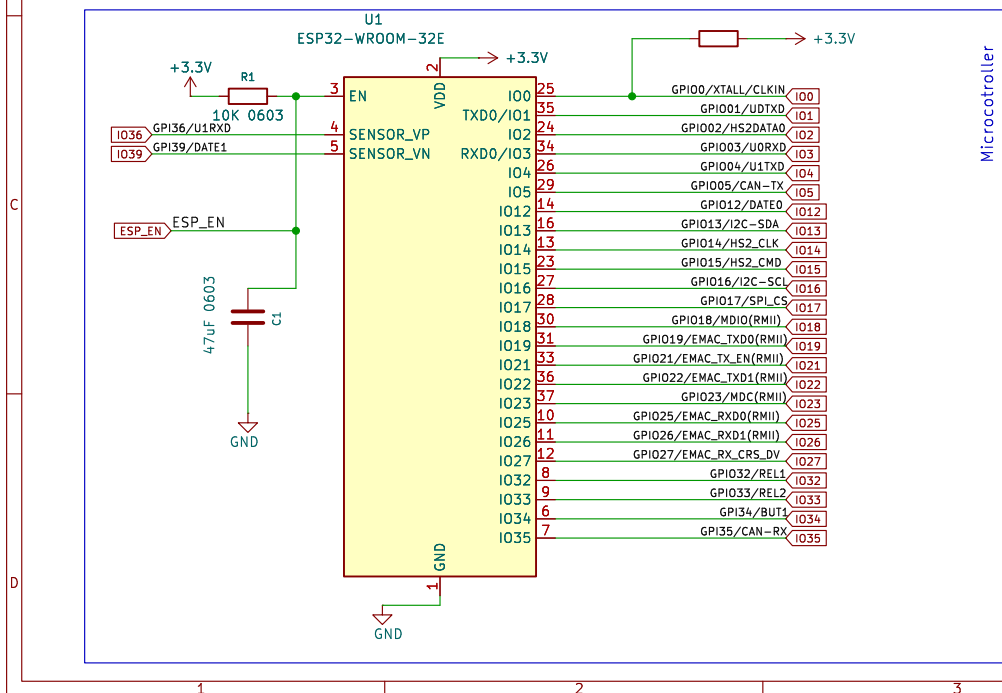 U1
ESP32-WROOM-32E
+3.3V
+3.3V
2
VDD
+3.3V
R1
10K 0603
3 EN
IO36 GPI36/U1RXD 4 SENSOR_VP
IO39 GPI39/DATE1 5 SENSOR_VN
ESP_EN ESP_EN
47uF 0603
C1
GND
IO0 25 GPIO0/XTALL/CLKIN IO0
TXD0/IO1 35 GPIO01/UDTXD IO1
IO2 24 GPIO02/HS2DATA0 IO2
RXD0/IO3 34 GPIO03/U0RXD IO3
IO4 26 GPIO04/U1TXD IO4
IO5 29 GPIO05/CAN-TX IO5
IO12 14 GPIO12/DATE0 IO12
IO13 16 GPIO13/I2C-SDA IO13
IO14 13 GPIO14/HS2_CLK IO14
IO15 23 GPIO15/HS2_CMD IO15
IO16 27 GPIO16/I2C-SCL IO16
IO17 28 GPIO17/SPI_CS IO17
IO18 30 GPIO18/MDIO(RMII) IO18
IO19 31 GPIO19/EMAC_TXD0(RMII) IO19
IO21 33 GPIO21/EMAC_TX_EN(RMII) IO21
IO22 36 GPIO22/EMAC_TXD1(RMII) IO22
IO23 37 GPIO23/MDC(RMII) IO23
IO25 10 GPIO25/EMAC_RXD0(RMII) IO25
IO26 11 GPIO26/EMAC_RXD1(RMII) IO26
IO27 12 GPIO27/EMAC_RX_CRS_DV IO27
IO32 8 GPIO32/REL1 IO32
IO33 9 GPIO33/REL2 IO33
IO34 6 GPI34/BUT1 IO34
IO35 7 GPI35/CAN-RX IO35
GND
1
GND
Microcotroller
C
D
1 2 3